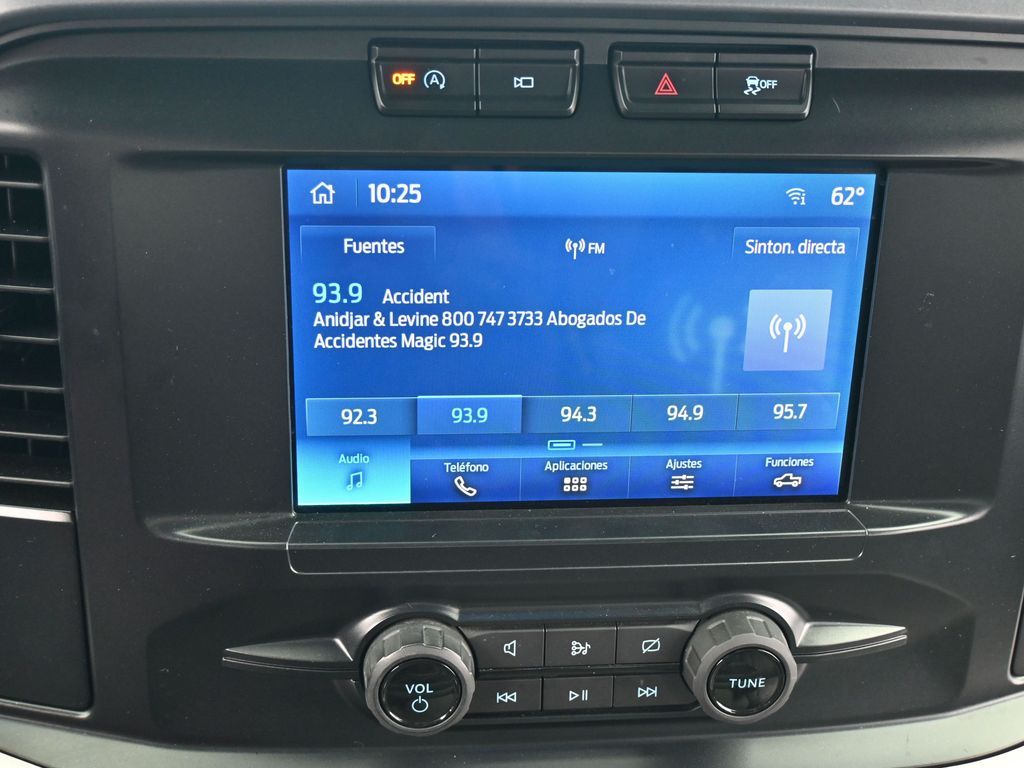 OFF A
OFF
10:25
62°
Fuentes
FM
Sinton. directa
93.9 Accident
Anidjar & Levine 800 747 3733 Abogados De
Accidentes Magic 93.9
92.3
93.9
94.3
94.9
95.7
Audio
Teléfono
Aplicaciones
Ajustes
Funciones
VOL
TUNE